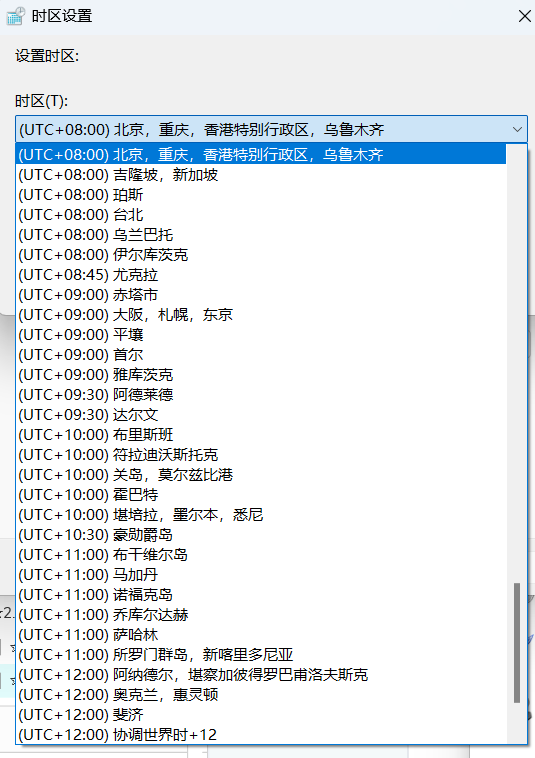 时区设置
设置时区:
时区(T):
(UTC+08:00) 北京，重庆，香港特别行政区，乌鲁木齐
(UTC+08:00) 北京，重庆，香港特别行政区，乌鲁木齐
(UTC+08:00) 吉隆坡，新加坡
(UTC+08:00) 珀斯
(UTC+08:00) 台北
(UTC+08:00) 乌兰巴托
(UTC+08:00) 伊尔库茨克
(UTC+08:45) 尤克拉
(UTC+09:00) 赤塔市
(UTC+09:00) 大阪，札幌，东京
(UTC+09:00) 平壤
(UTC+09:00) 首尔
(UTC+09:00) 雅库茨克
(UTC+09:30) 阿德莱德
(UTC+09:30) 达尔文
(UTC+10:00) 布里斯班
(UTC+10:00) 符拉迪沃斯托克
(UTC+10:00) 关岛，莫尔兹比港
(UTC+10:00) 霍巴特
(UTC+10:00) 堪培拉，墨尔本，悉尼
(UTC+10:30) 豪勋爵岛
(UTC+11:00) 布干维尔岛
(UTC+11:00) 马加丹
(UTC+11:00) 诺福克岛
(UTC+11:00) 乔库尔达赫
(UTC+11:00) 萨哈林
(UTC+11:00) 所罗门群岛，新喀里多尼亚
(UTC+12:00) 阿纳德尔，堪察加彼得罗巴甫洛夫斯克
(UTC+12:00) 奥克兰，惠灵顿
(UTC+12:00) 斐济
(UTC+12:00) 协调世界时+12